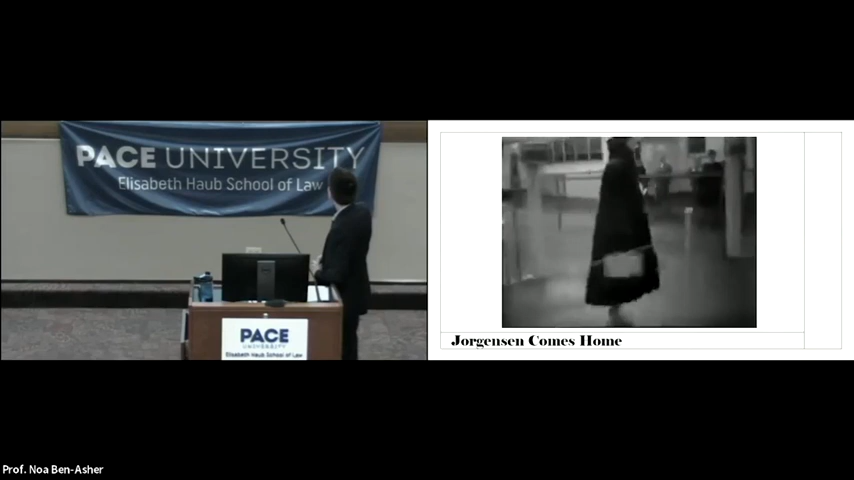 PACE UNIVERSITY
Elisabeth Haub School of Law
PACE
UNIVERSITY
Elisabeth Haub School of Law
Jorgensen Comes Home
Prof. Noa Ben-Asher